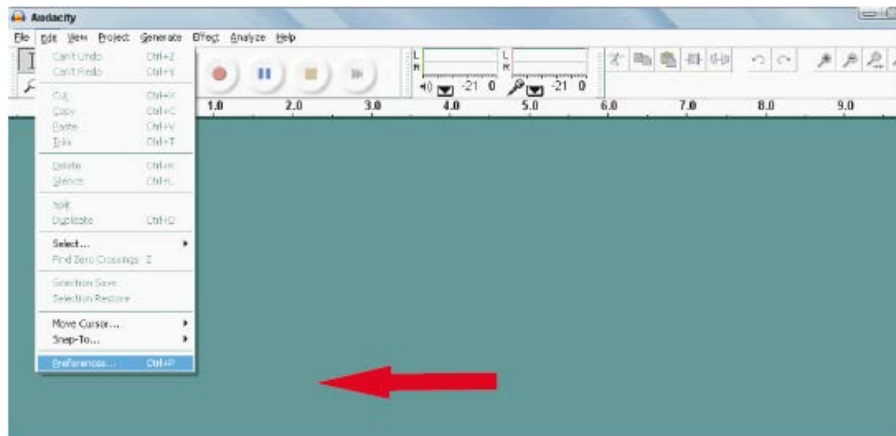 Audacity
File Edit View Project Generate Effect Analyze Help
Can't Undo Ctrl+Z
Can't Redo Ctrl+Y
Cut Ctrl+X
Copy Ctrl+C
Paste Ctrl+V
Trim Ctrl+T
Delete Ctrl+K
Silence Ctrl+L
Split
Duplicate Ctrl+D
Select...
Find Zero Crossings Z
Selection Save
Selection Restore
Move Cursor...
Snap-To...
Preferences... Ctrl+P
L
R
-21 0
L
R
-21 0
1.0 2.0 3.0 4.0 5.0 6.0 7.0 8.0 9.0